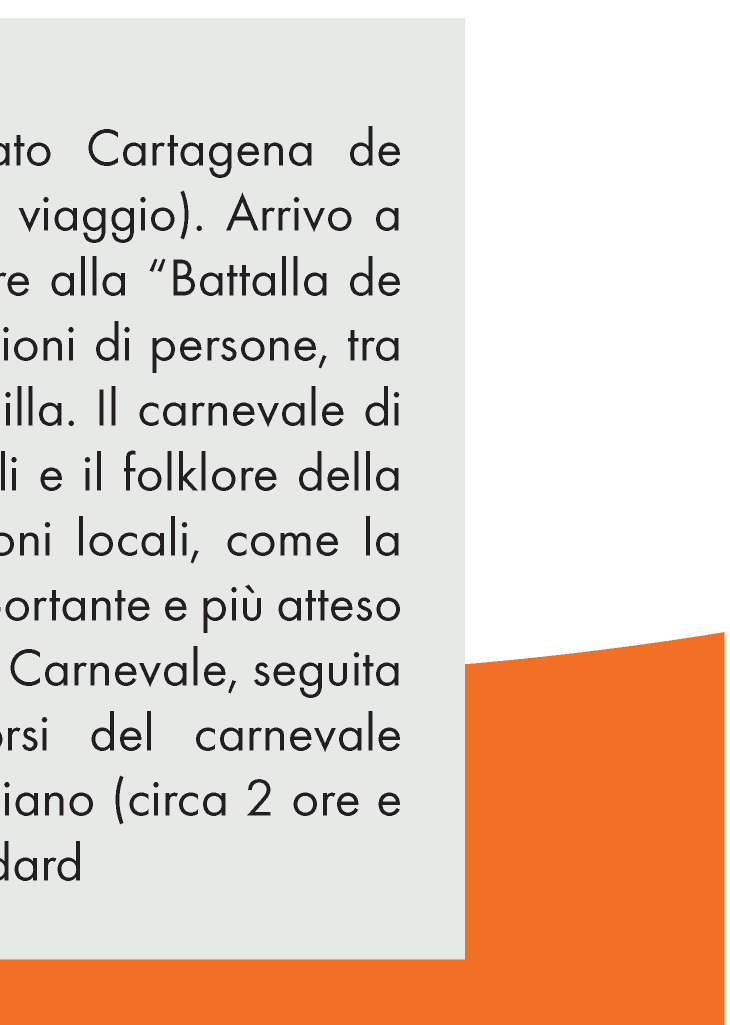 ato Cartagena de
viaggio). Arrivo a
re alla “Battalla de
ioni di persone, tra
illa. Il carnevale di
li e il folklore della
oni locali, come la
ortante e più atteso
Carnevale, seguita
orsi del carnevale
iano (circa 2 ore e
dard